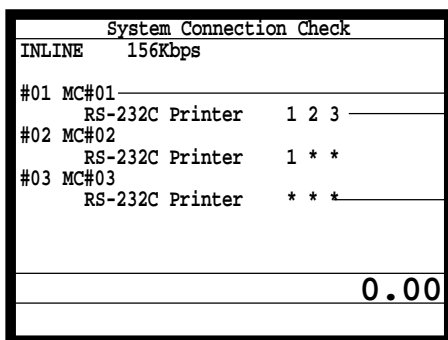 System Connection Check
INLINE 156Kbps
#01 MC#01
RS-232C Printer 1 2 3
#02 MC#02
RS-232C Printer 1 * *
#03 MC#03
RS-232C Printer * * *
0.00